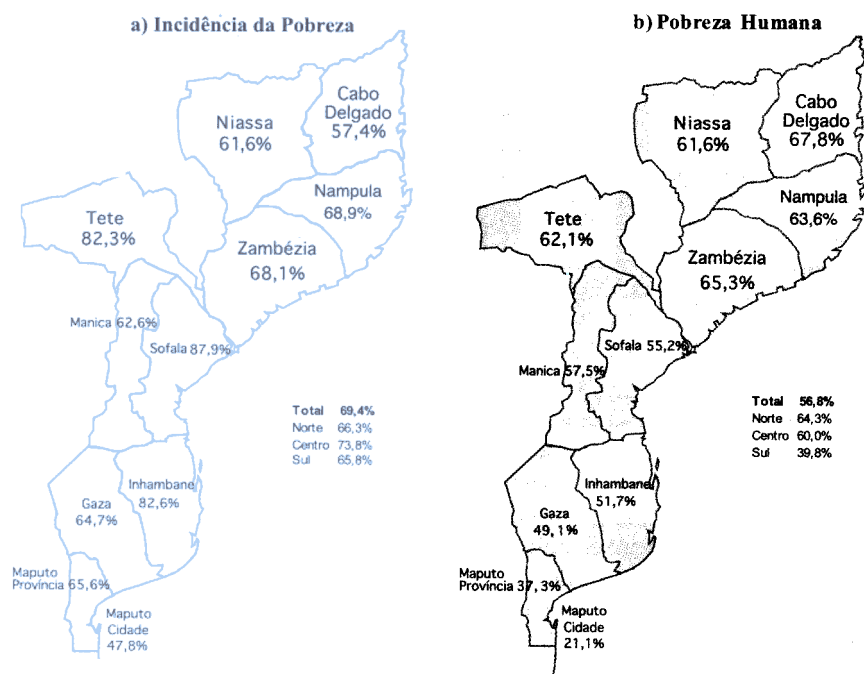 a) Incidência da Pobreza
Cabo
Delgado
57,4%
Niassa
61,6%
Nampula
68,9%
Tete
82,3%
Zambézia
68,1%
Manica 62,6%
Sofala 87,9%
Total 69,4%
Norte 66,3%
Centro 73,8%
Sul 65,8%
Inhambane
82,6%
Gaza
64,7%
Maputo
Província 65,6%
Maputo
Cidade
47,8%
b) Pobreza Humana
Cabo
Delgado
67,8%
Niassa
61,6%
Nampula
63,6%
Tete
62,1%
Zambézia
65,3%
Sofala 55,2%
Manica 57,5%
Total 56,8%
Norte 64,3%
Centro 60,0%
Sul 39,8%
Inhambane
51,7%
Gaza
49,1%
Maputo
Província 37,3%
Maputo
Cidade
21,1%